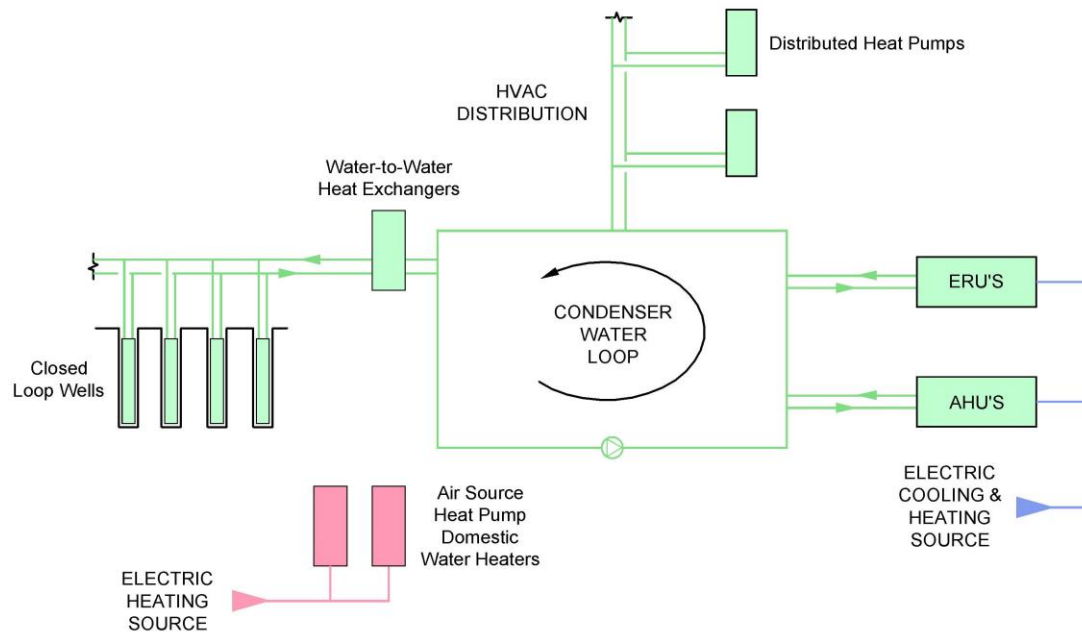 Distributed Heat Pumps
HVAC
DISTRIBUTION
Water-to-Water
Heat Exchangers
ERU'S
CONDENSER
WATER
LOOP
Closed
Loop Wells
AHU'S
ELECTRIC
COOLING &
HEATING
SOURCE
Air Source
Heat Pump
Domestic
Water Heaters
ELECTRIC
HEATING
SOURCE